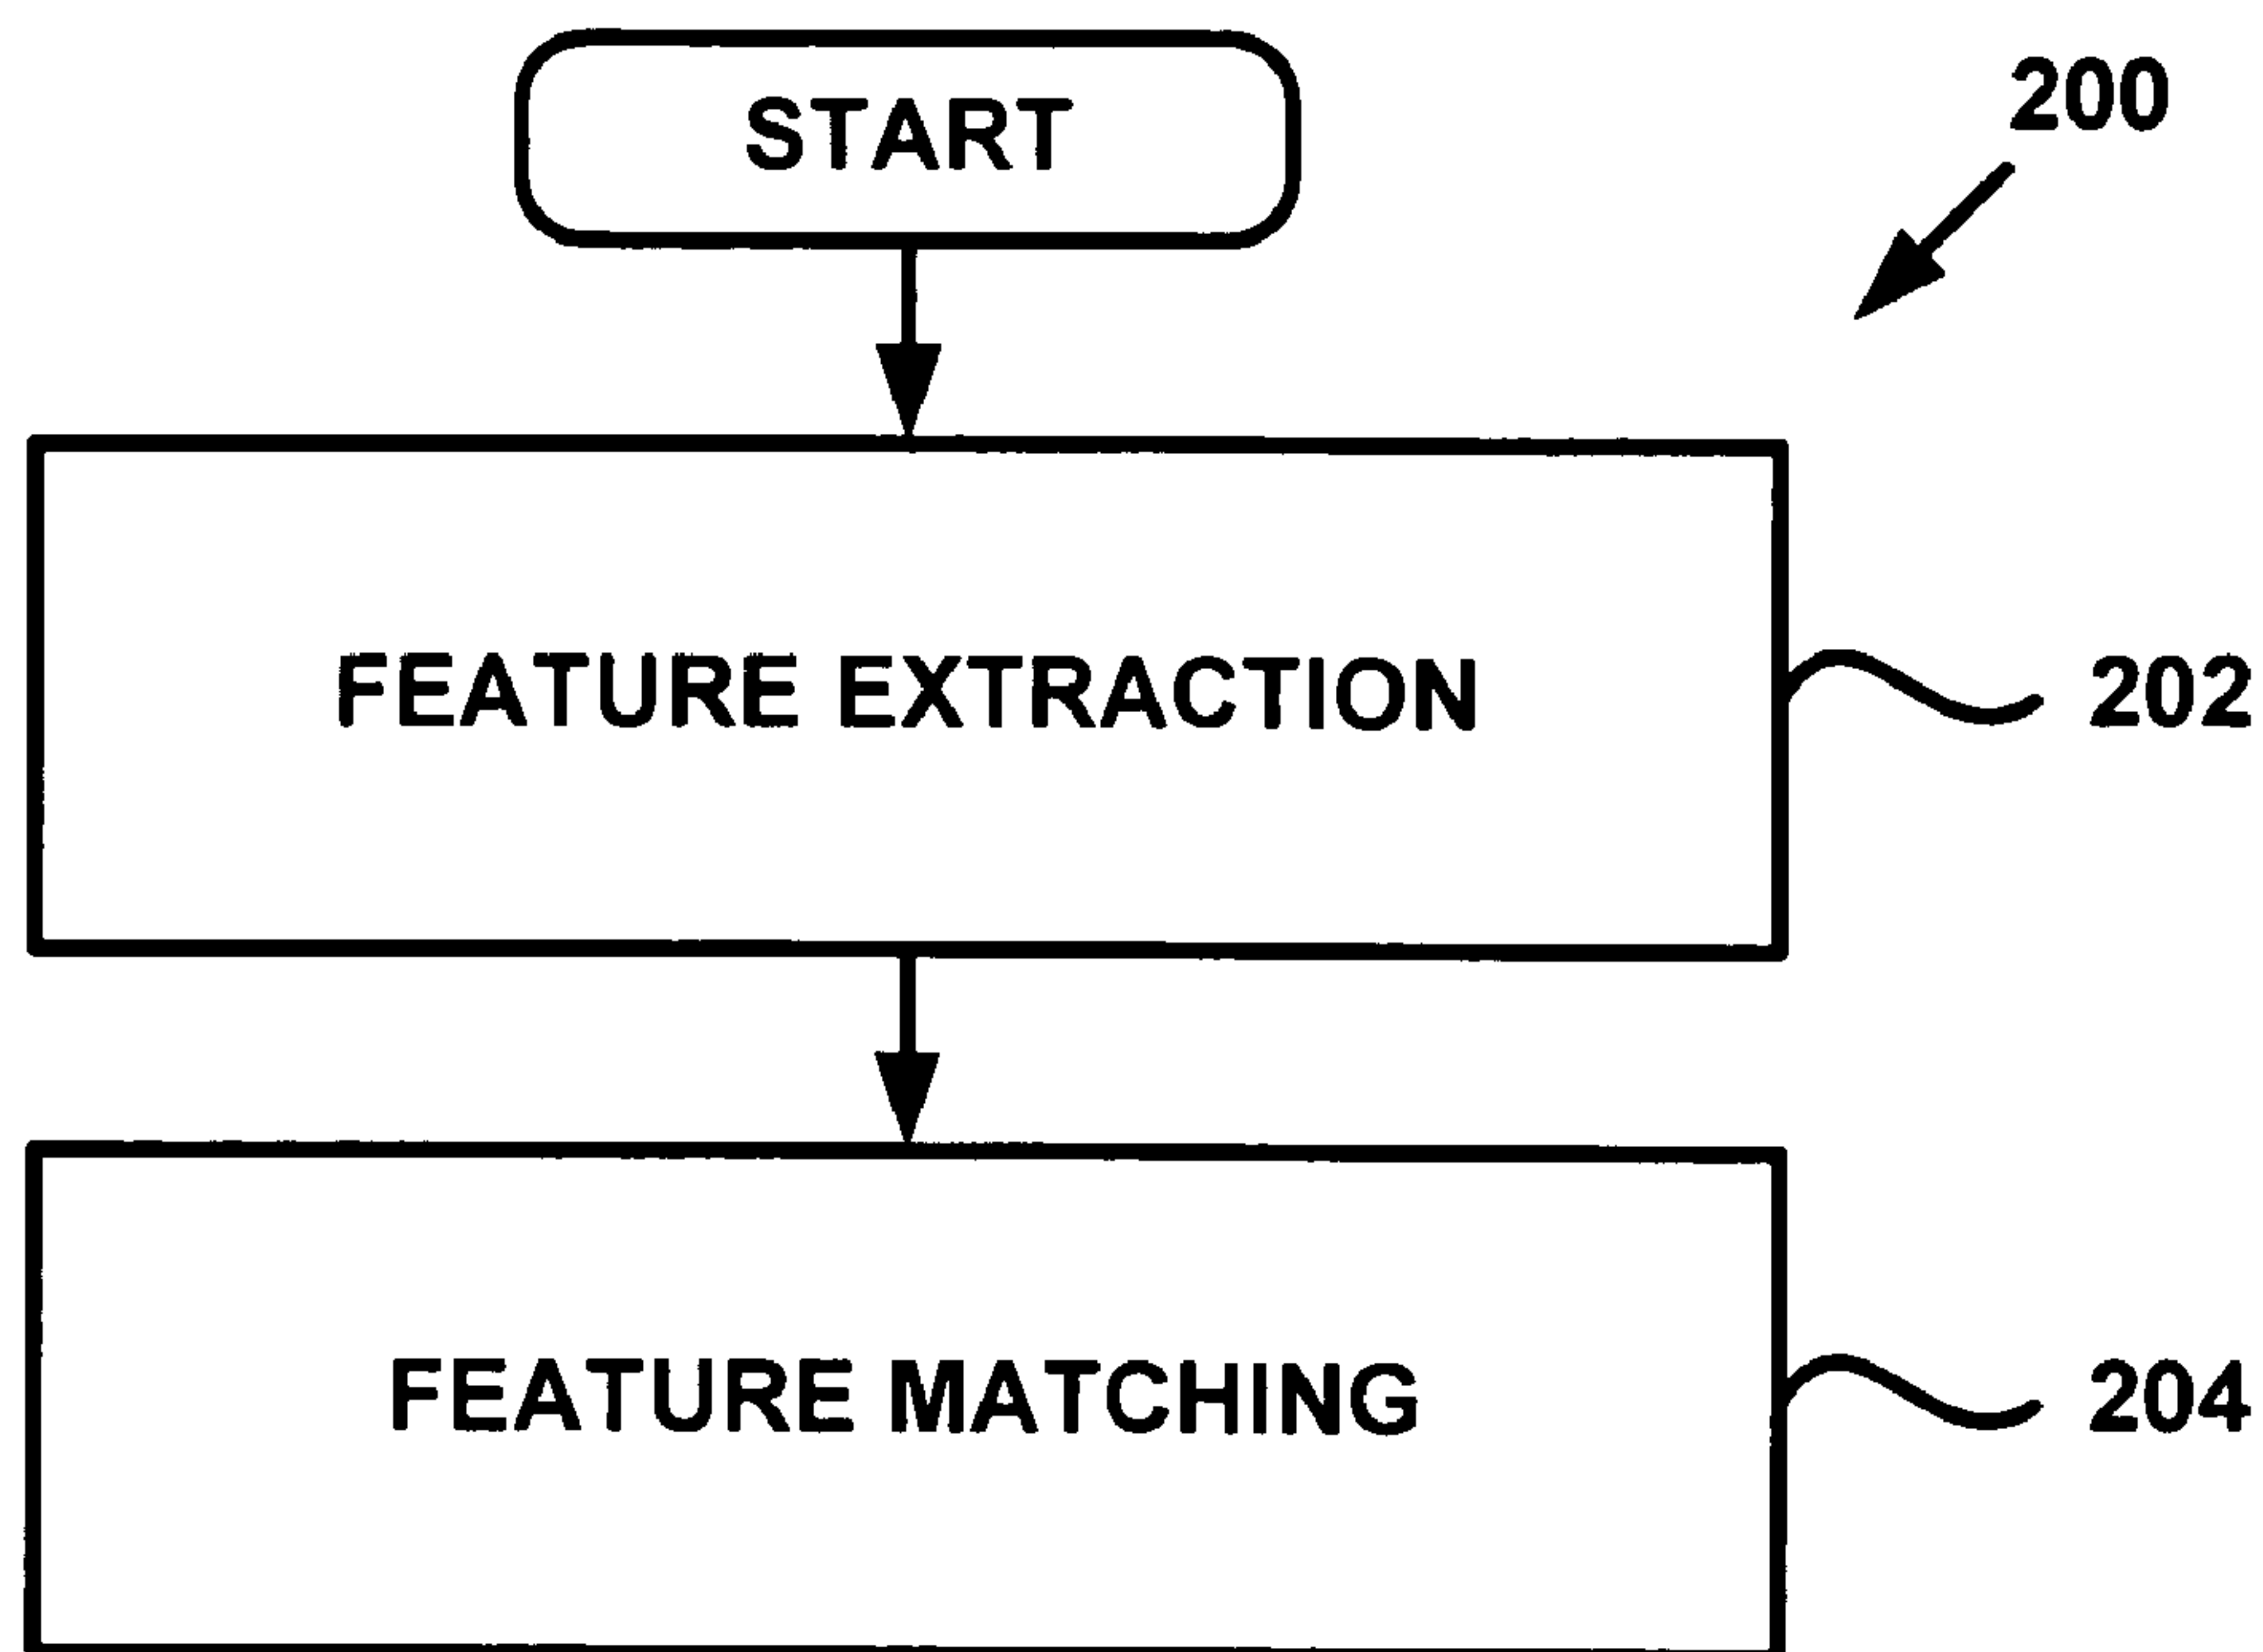 START
200
FEATURE EXTRACTION
202
FEATURE MATCHING
204